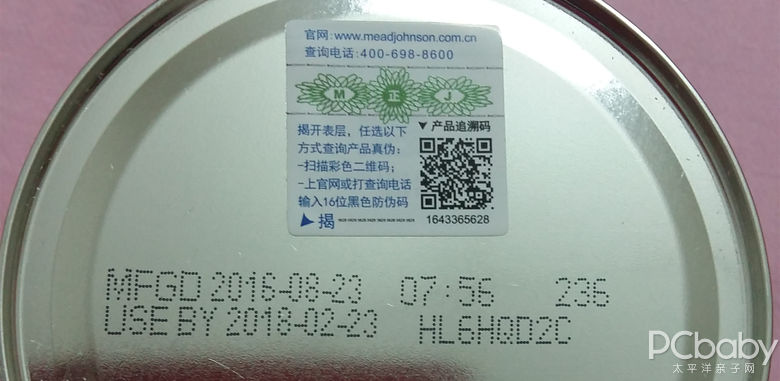 官网:www.meadjohnson.com.cn
查询电话:400-698-8600
M 正 J
揭开表层，任选以下
方式查询产品真伪：
-扫描彩色二维码；
-上官网或打查询电话
输入16位黑色防伪码
揭
产品追溯码
1643365628
MFGD 2016-08-23 07:56 236
USE BY 2018-02-23 HL6HQD2C
PCbaby
太平洋亲子网